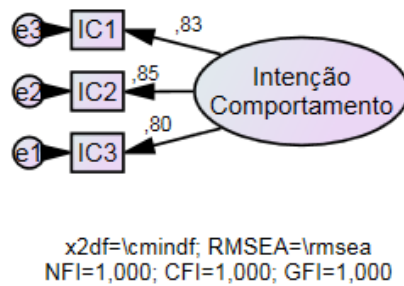 e3 IC1 ,83
e2 IC2 ,85
Intenção
Comportamento
e1 IC3 ,80
x2df=\cmindf; RMSEA=\rmsea
NFI=1,000; CFI=1,000; GFI=1,000